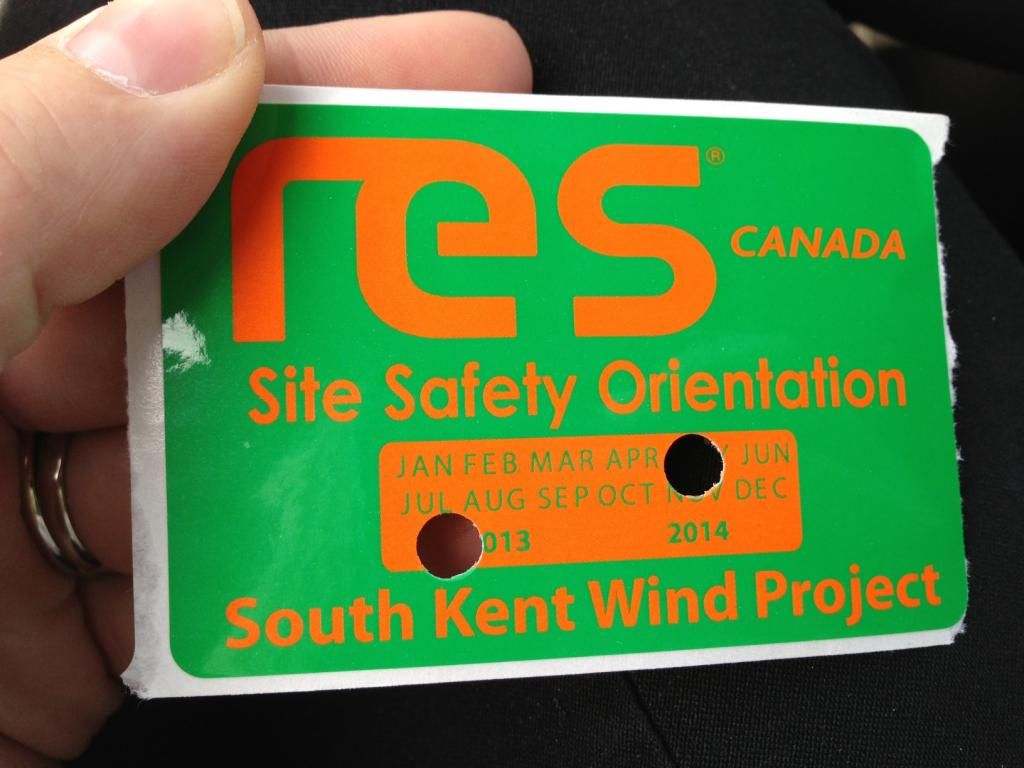 res®
CANADA
Site Safety Orientation
JAN FEB MAR APR JUN
JUL AUG SEP OCT NOV DEC
013 2014
South Kent Wind Project